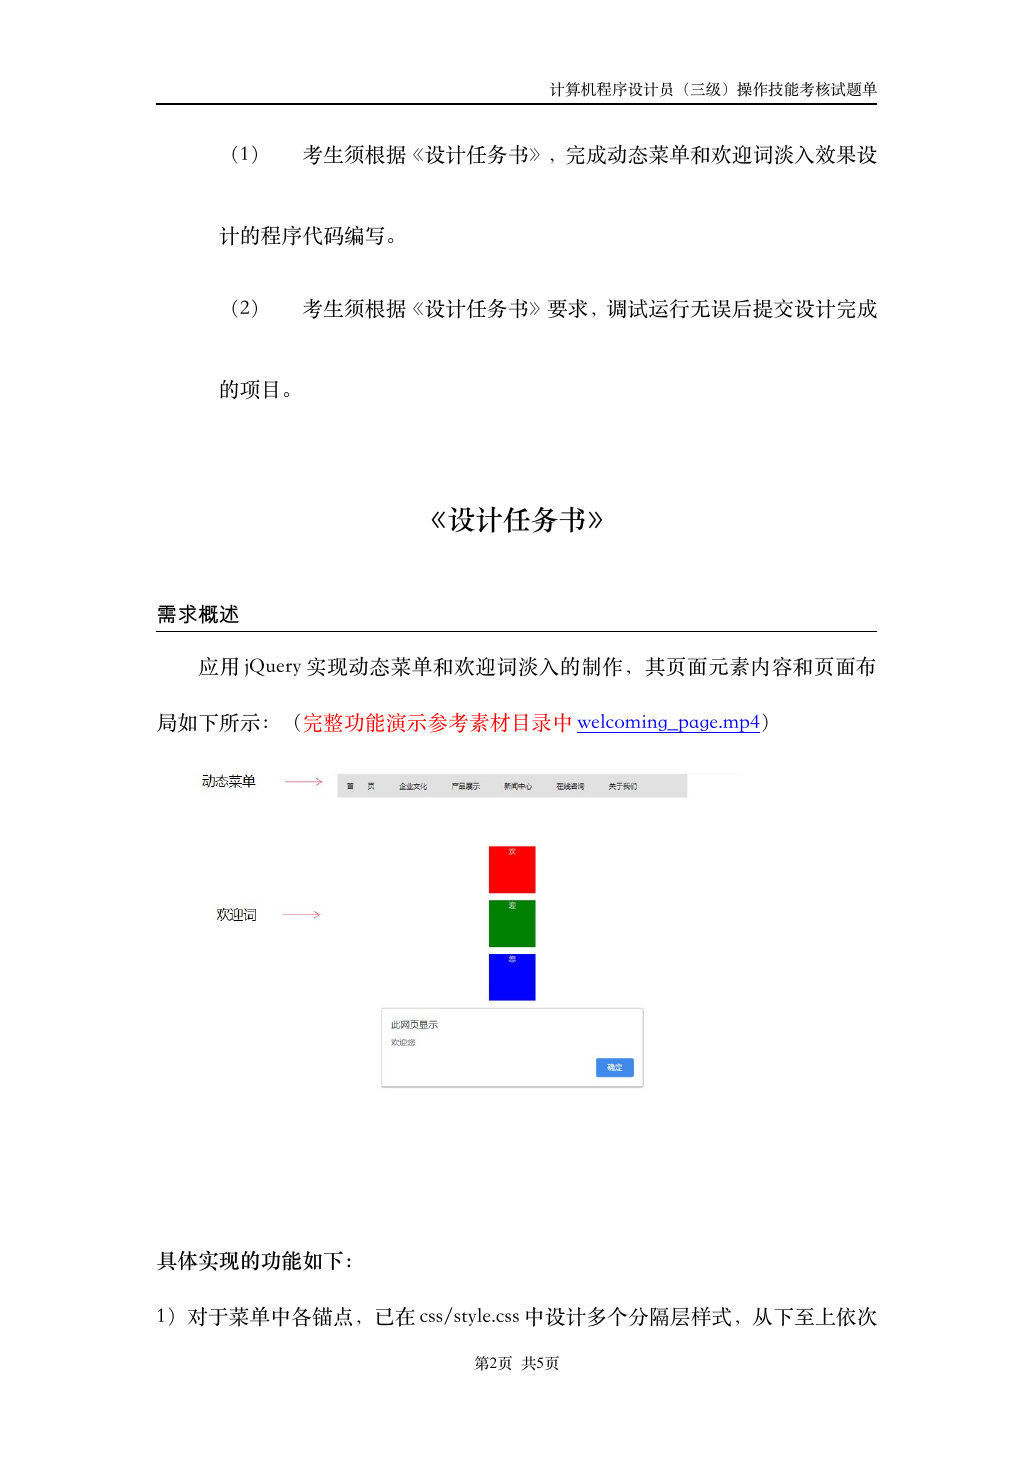 计算机程序设计员（三级）操作技能考核试题单
（1） 考生须根据《设计任务书》，完成动态菜单和欢迎词淡入效果设
计的程序代码编写。
（2） 考生须根据《设计任务书》要求，调试运行无误后提交设计完成
的项目。
《设计任务书》
需求概述
应用 jQuery 实现动态菜单和欢迎词淡入的制作，其页面元素内容和页面布
局如下所示：（完整功能演示参考素材目录中 welcoming_page.mp4）
动态菜单
首 页 企业文化 产品展示 新闻中心 在线咨询 关于我们
欢
欢迎词
迎
您
此网页显示
欢迎您
确定
具体实现的功能如下：
1）对于菜单中各锚点，已在 css/style.css 中设计多个分隔层样式，从下至上依次
第2页 共5页